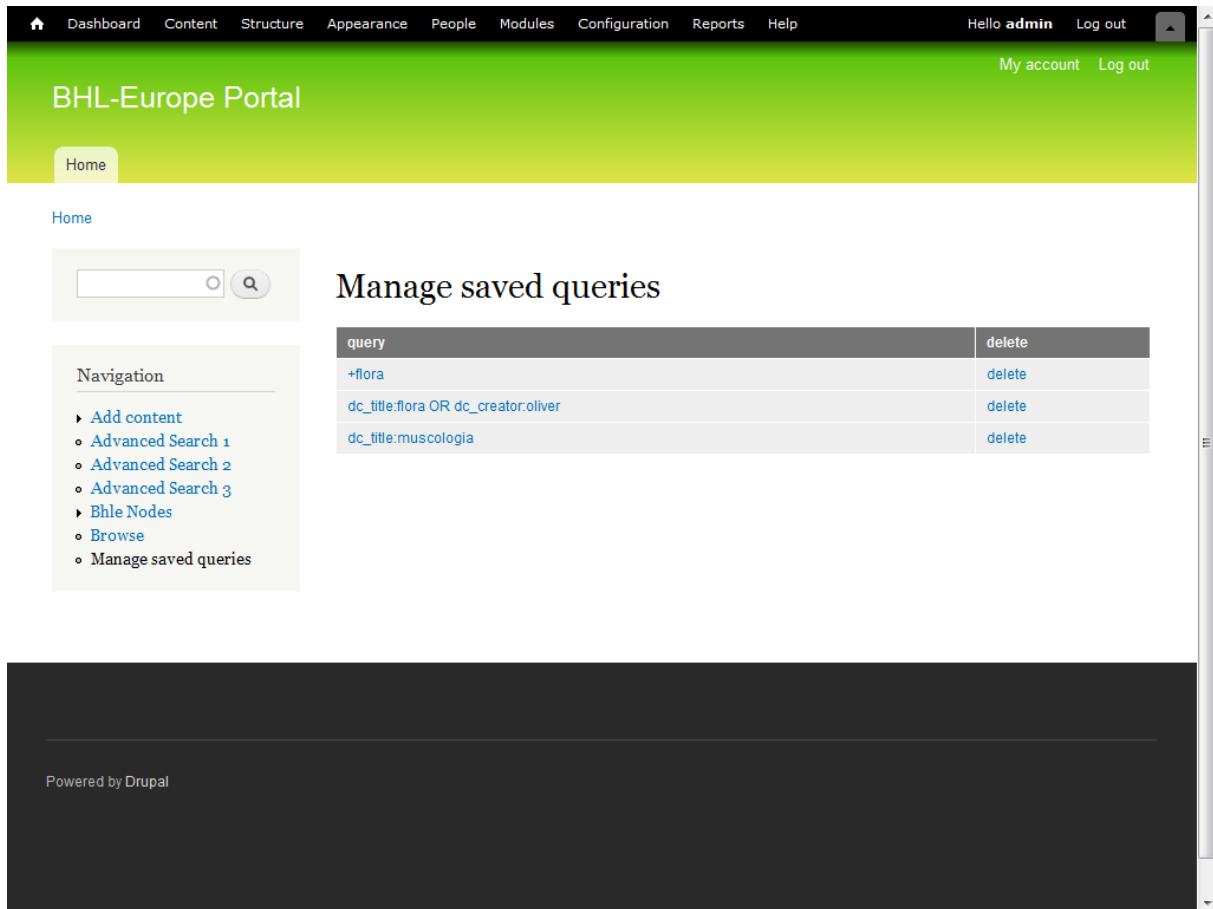 Dashboard Content Structure Appearance People Modules Configuration Reports Help Hello admin Log out
My account Log out
BHL-Europe Portal
Home
Home
Manage saved queries
query delete
+flora delete
dc_title:flora OR dc_creator:oliver delete
dc_title:muscologia delete
Navigation
Add content
Advanced Search 1
Advanced Search 2
Advanced Search 3
Bhle Nodes
Browse
Manage saved queries
Powered by Drupal